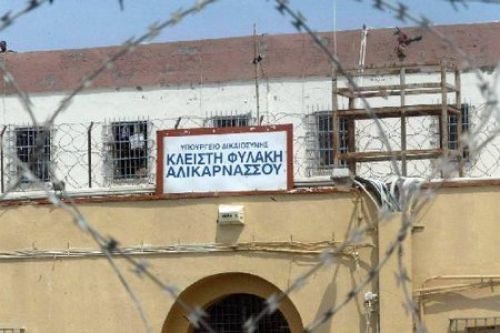 ΥΠΟΥΡΓΕΙΟ ΔΙΚΑΙΟΣΥΝΗΣ
ΚΛΕΙΣΤΗ ΦΥΛΑΚΗ
ΑΛΙΚΑΡΝΑΣΣΟΥ